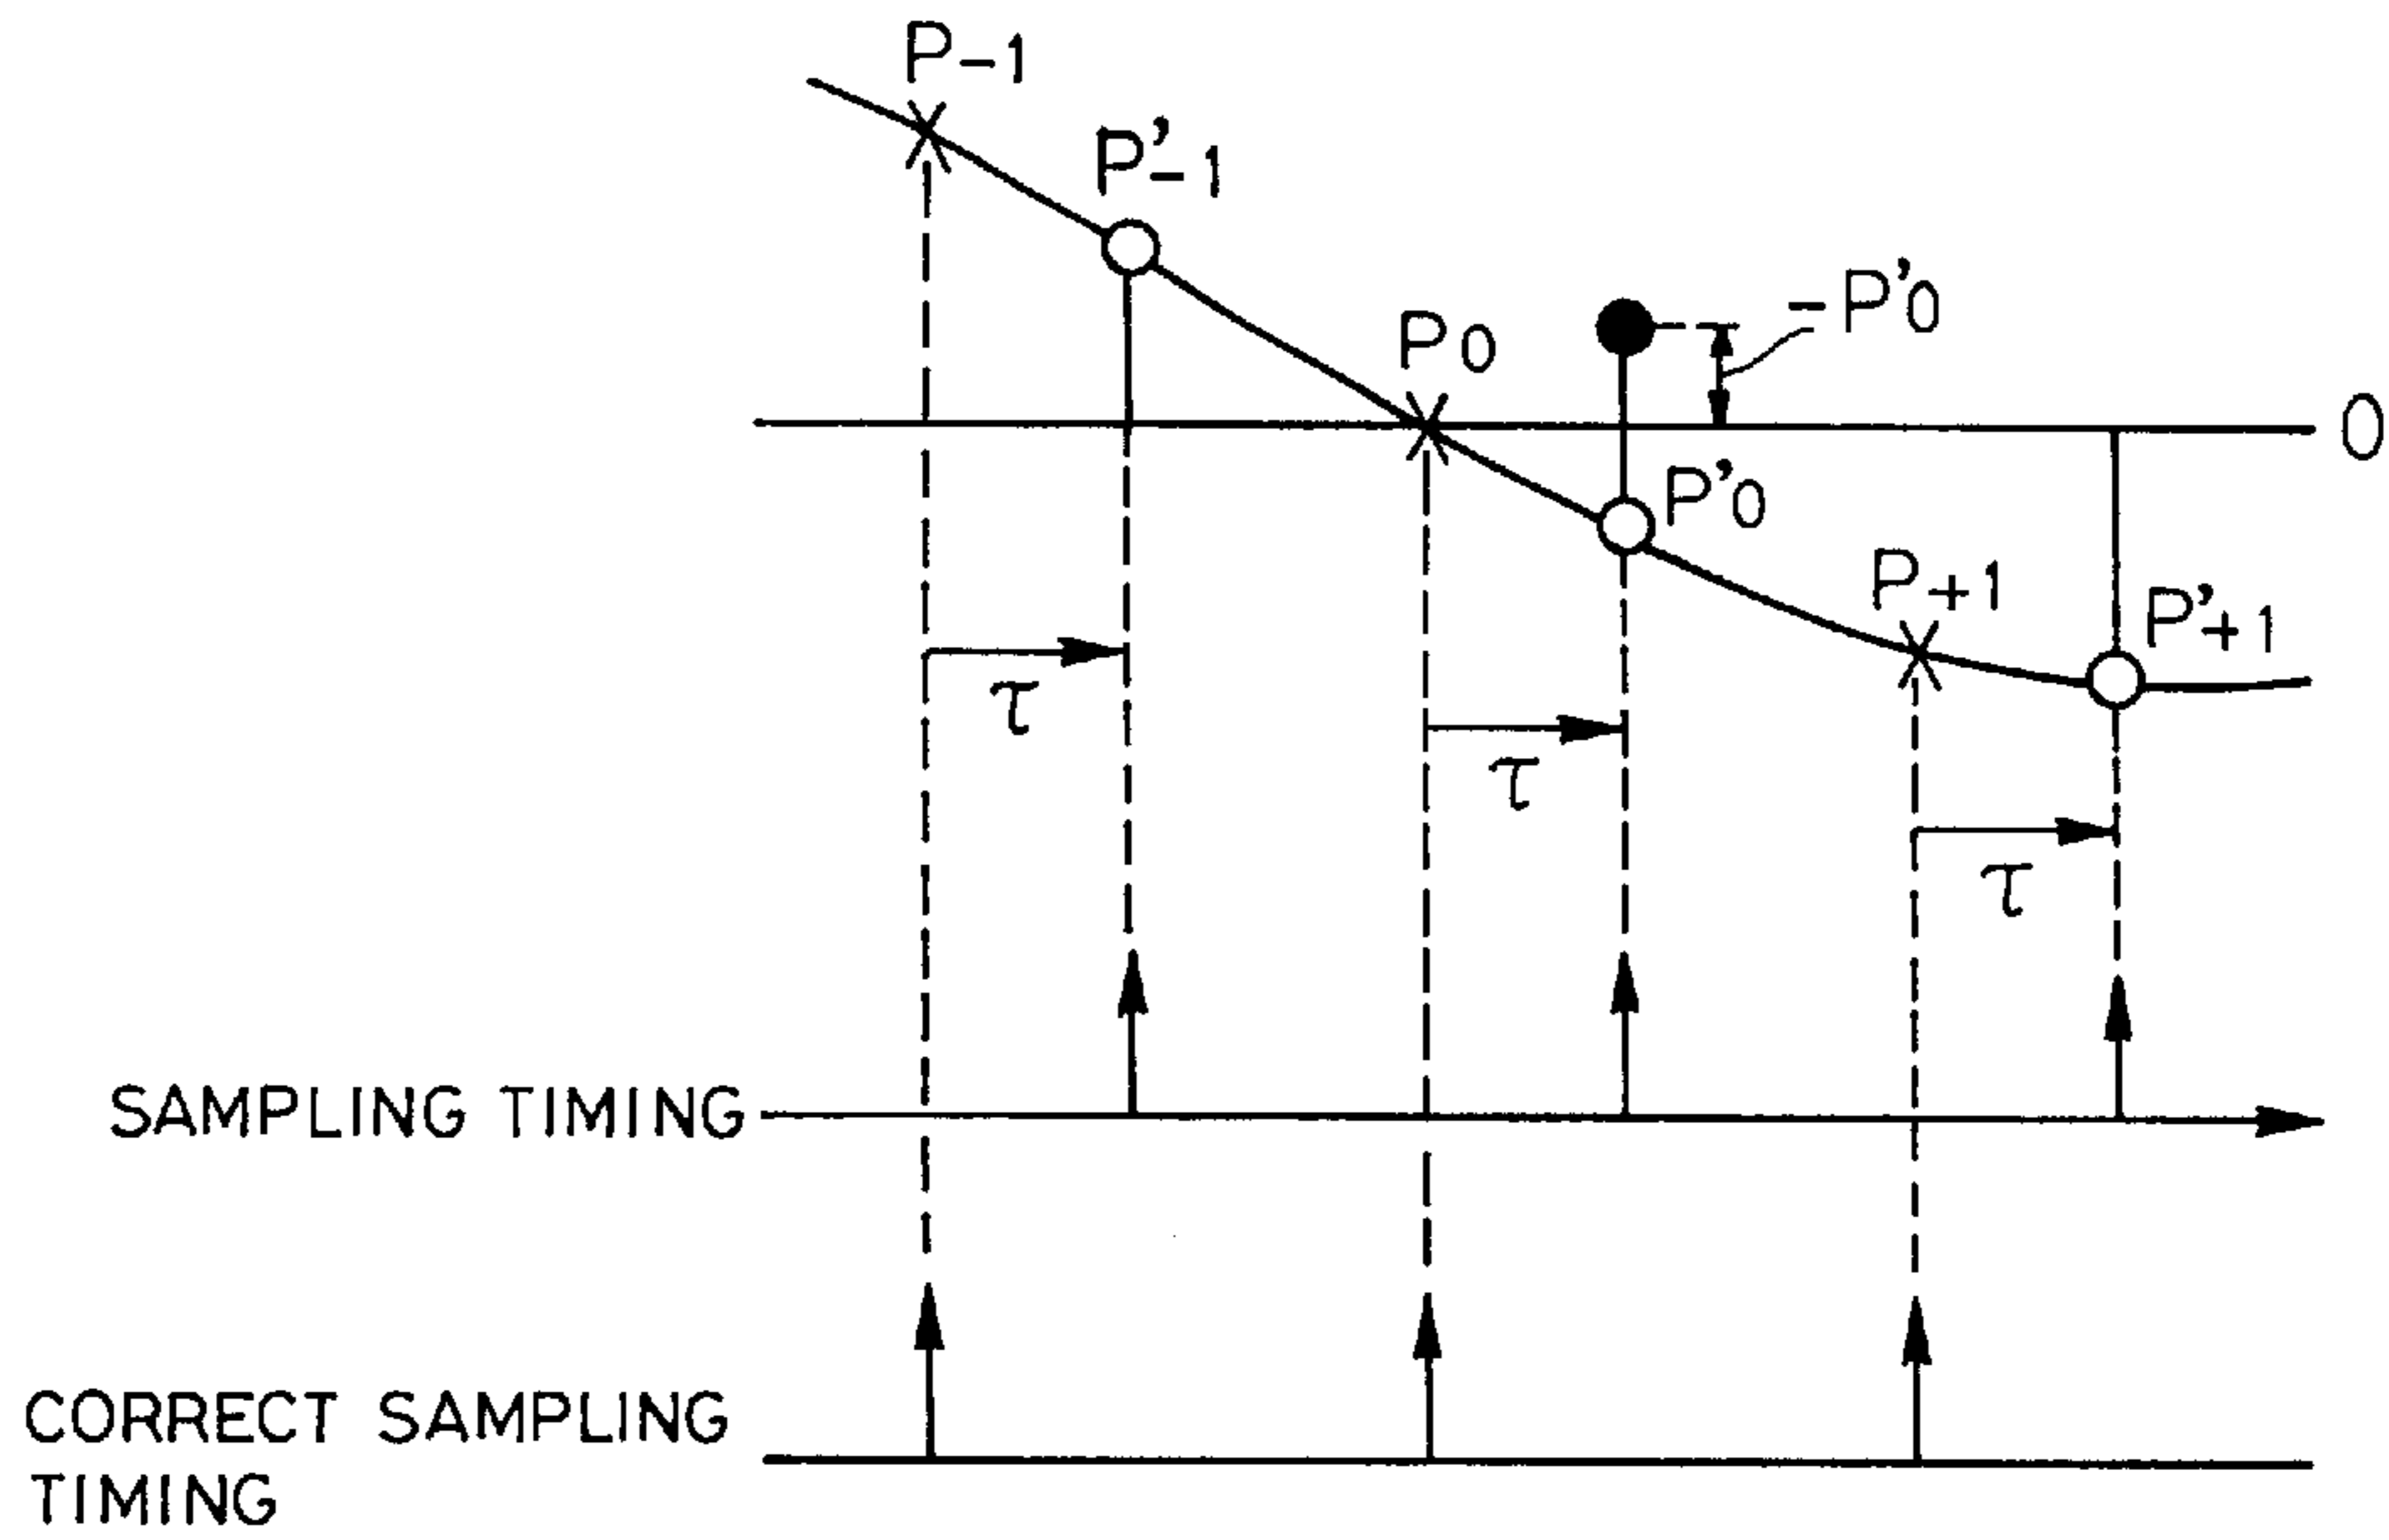 P-1
P'-1
P0
-P'0
0
P'0
P+1
P'+1
τ
τ
τ
SAMPLING TIMING
CORRECT SAMPLING
TIMING